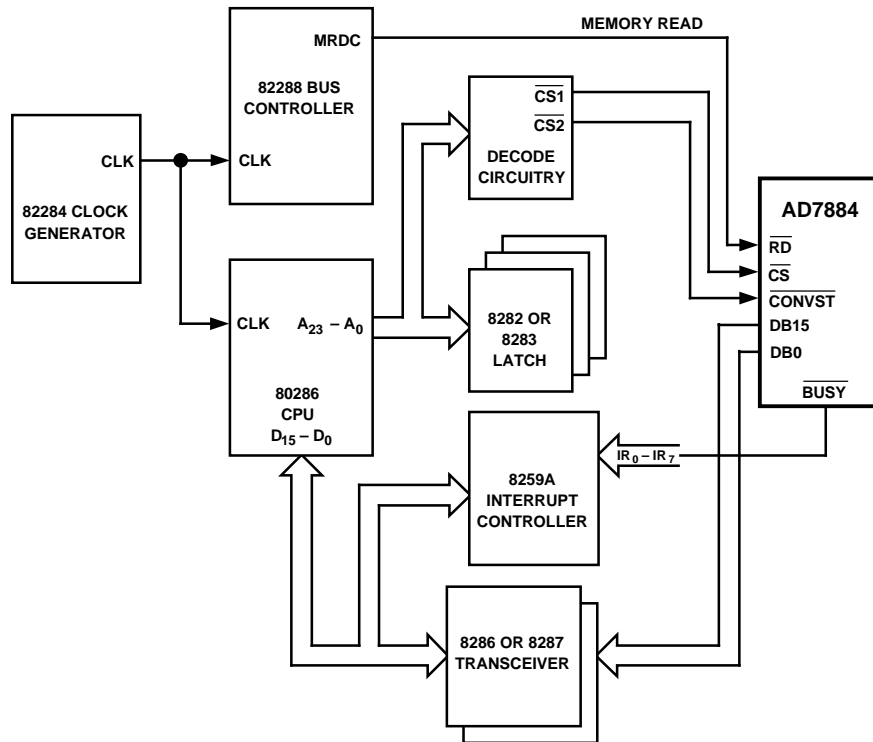 MEMORY READ
MRDC
82288 BUS
CONTROLLER
CLK
CS1
CS2
DECODE
CIRCUITRY
CLK
82284 CLOCK
GENERATOR
AD7884
RD
CS
CONVST
DB15
DB0
BUSY
CLK
A23 – A0
80286
CPU
D15 – D0
8282 OR
8283
LATCH
IR0 – IR7
8259A
INTERRUPT
CONTROLLER
8286 OR 8287
TRANSCEIVER